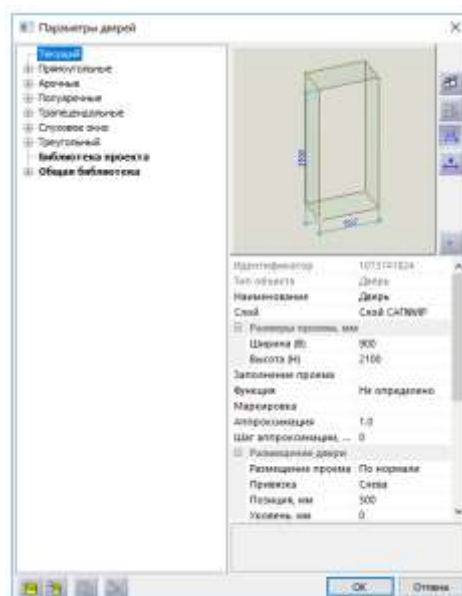 Параметры дверей
Текущий
Прямоугольные
Арочные
Полуарочные
Трапецеидальные
Слуховое окно
Треугольный
Библиотека проекта
Общая библиотека
Идентификатор 1073741824
Тип объекта Дверь
Наименование Дверь
Слой Слой САПФИР
Размеры проема, мм
Ширина (B) 900
Высота (H) 2100
Заполнение проема
Функция Не определено
Маркировка
Аппроксимация 1.0
Шаг аппроксимации, ... 0
Размещение двери
Размещение проема По нормали
Привязка Слева
Позиция, мм 500
Уровень, мм 0
OK Отмена